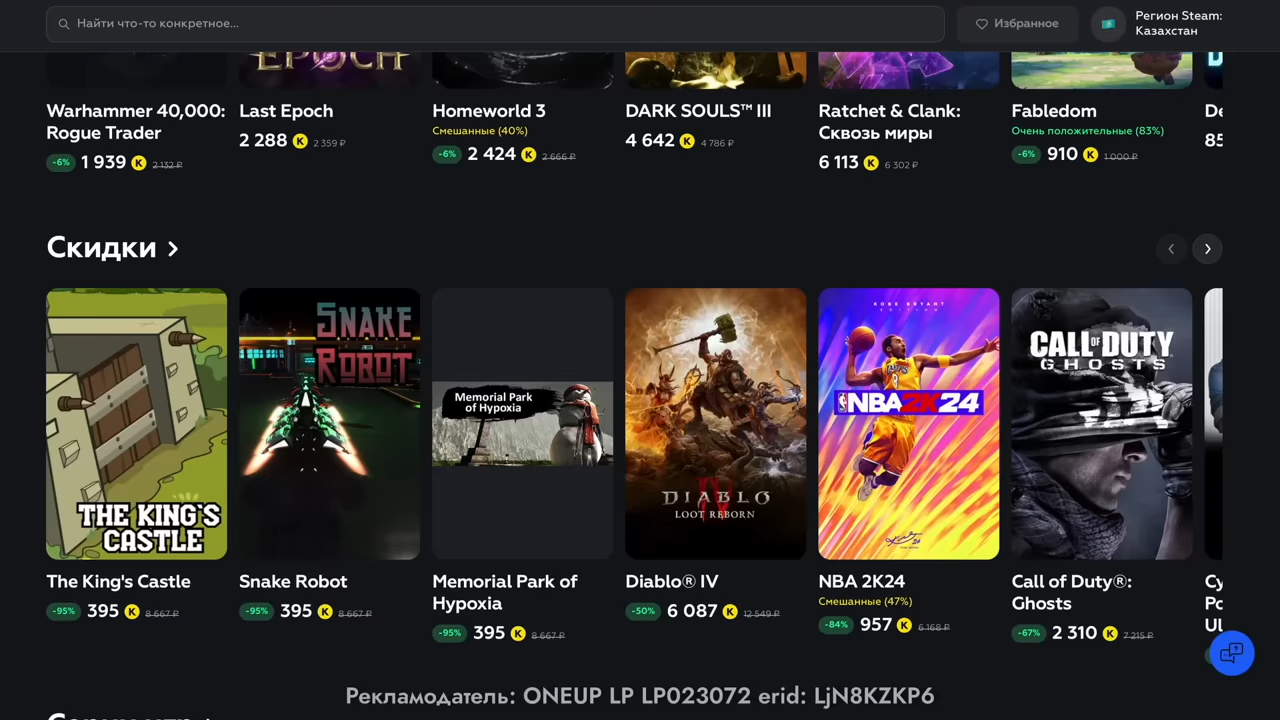 Найти что-то конкретное...
Избранное
Регион Steam:
Казахстан
EPOCH
Warhammer 40,000:
Rogue Trader
-6% 1 939 K 2 132 ₽
Last Epoch
2 288 K 2 359 ₽
Homeworld 3
Смешанные (40%)
-6% 2 424 K 2 666 ₽
DARK SOULS™ III
4 642 K 4 786 ₽
Ratchet & Clank:
Сквозь миры
6 113 K 6 302 ₽
Fabledom
Очень положительные (83%)
-6% 910 K 1 000 ₽
Скидки
THE KING'S
CASTLE
The King's Castle
-95% 395 K 8 667 ₽
SNAKE
ROBOT
Snake Robot
-95% 395 K 8 667 ₽
Memorial Park
of Hypoxia
Memorial Park of
Hypoxia
-95% 395 K 8 667 ₽
DIABLO
IV
LOOT REBORN
Diablo® IV
-50% 6 087 K 12 549 ₽
KOBE BRYANT
EDITION
NBA 2K24
NBA 2K24
Смешанные (47%)
-84% 957 K 6 168 ₽
CALL OF DUTY
GHOSTS
Call of Duty®:
Ghosts
-67% 2 310 K 7 215 ₽
Рекламодатель: ONEUP LP LP023072 erid: LjN8KZKP6